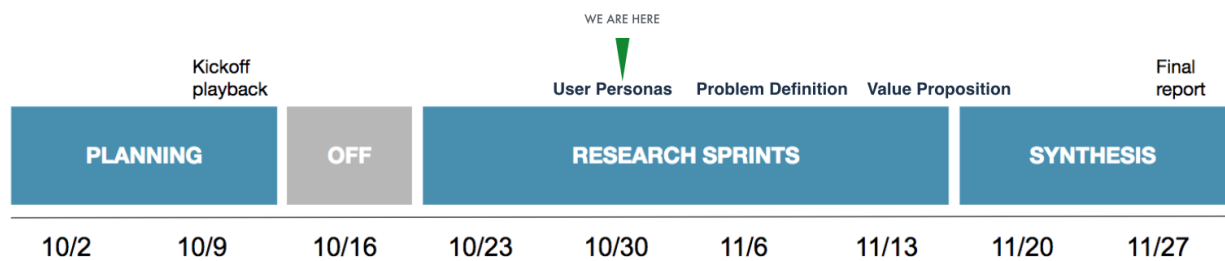 WE ARE HERE
Kickoff
playback
User Personas Problem Definition Value Proposition
Final
report
PLANNING OFF RESEARCH SPRINTS SYNTHESIS
10/2 10/9 10/16 10/23 10/30 11/6 11/13 11/20 11/27